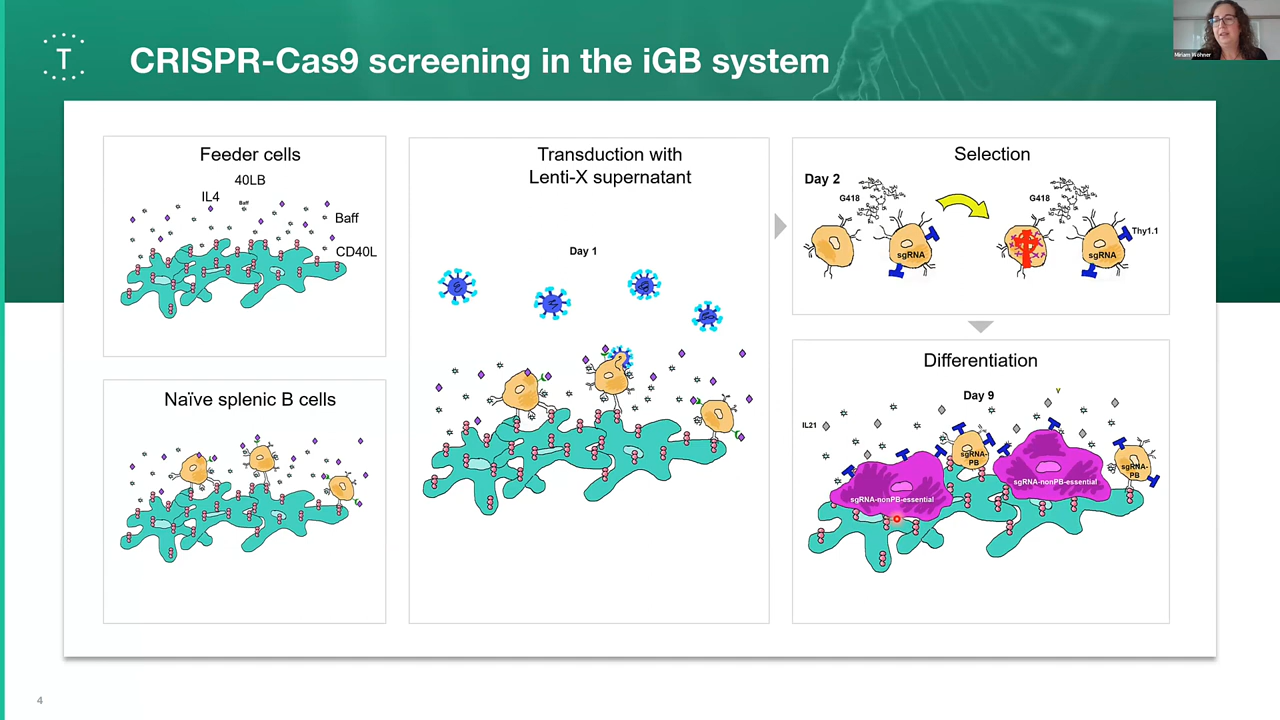 T
CRISPR-Cas9 screening in the iGB system
Miriam Wohner
Feeder cells
40LB
IL4
Baff
Baff
CD40L
Naïve splenic B cells
Transduction with
Lenti-X supernatant
Day 1
Selection
Day 2
G418
G418
Thy1.1
sgRNA
sgRNA
Differentiation
Day 9
IL21
sgRNA-
PB
sgRNA-nonPB-essential
sgRNA-nonPB-essential
sgRNA-
PB
4